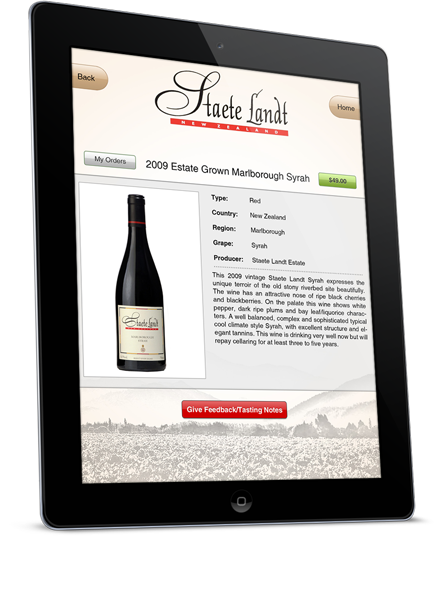 Back
Staete Landt
NEW ZEALAND
Home
My Orders
2009 Estate Grown Marlborough Syrah
$49.00
Type: Red
Country: New Zealand
Region: Marlborough
Grape: Syrah
Producer: Staete Landt Estate
This 2009 vintage Staete Landt Syrah expresses the
unique terroir of the old stony riverbed site beautifully.
The wine has an attractive nose of ripe black cherries
and blackberries. On the palate this wine shows white
pepper, dark ripe plums and bay leaf/liquorice charac-
ters. A well balanced, complex and sophisticated typical
cool climate style Syrah, with excellent structure and el-
egant tannins. This wine is drinking very well now but will
repay cellaring for at least three to five years.
Staete Landt
Give Feedback/Tasting Notes